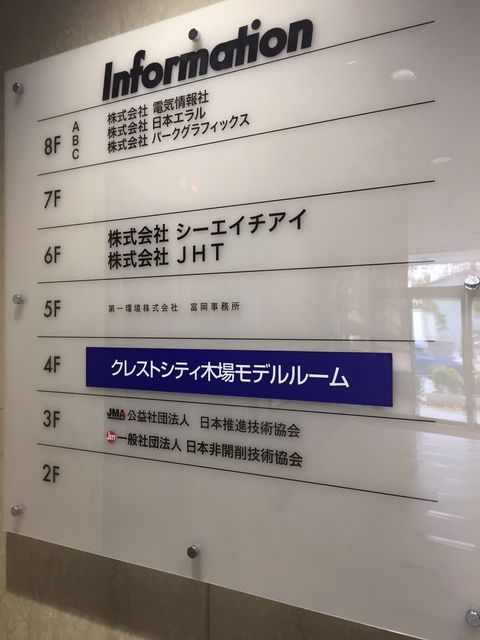 Information
8F A 株式会社 電気情報社
B 株式会社 日本エラル
C 株式会社 パークグラフィックス
7F
6F 株式会社 シーエイチアイ
株式会社 JHT
5F 第一環境株式会社 富岡事務所
4F クレストシティ木場モデルルーム
3F JMA 公益社団法人 日本推進技術協会
Jstt 一般社団法人 日本非開削技術協会
2F